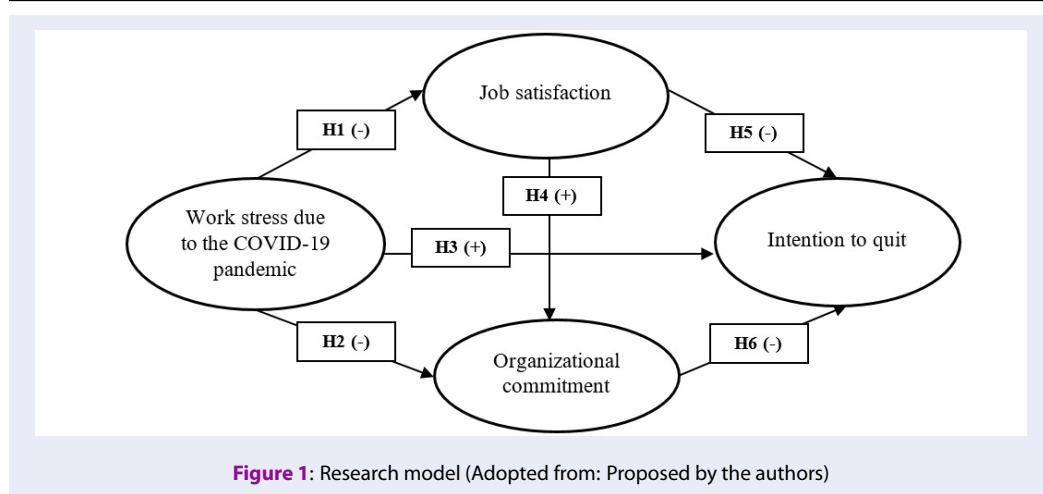 Job satisfaction
H1 (-)
H5 (-)
H4 (+)
Work stress due
to the COVID-19
pandemic
H3 (+)
Intention to quit
H2 (-)
H6 (-)
Organizational
commitment
Figure 1: Research model (Adopted from: Proposed by the authors)